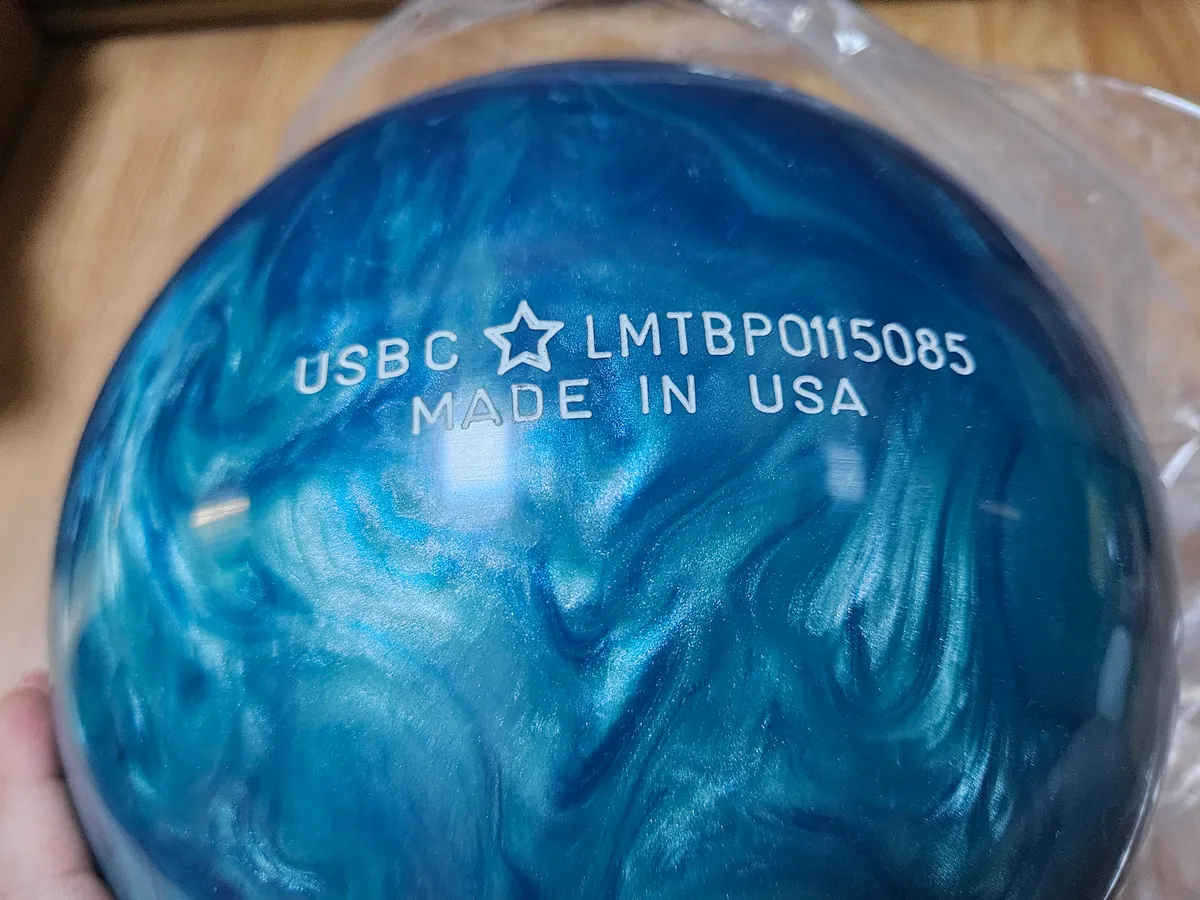 USBC ☆ LMTBP0115085
MADE IN USA